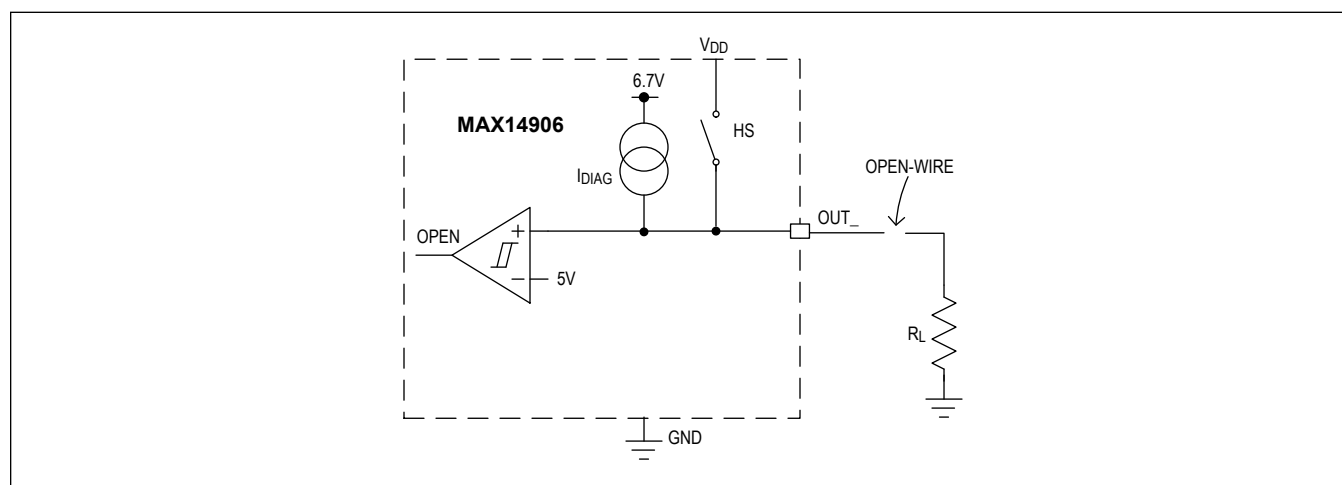 VDD
6.7V
MAX14906
HS
IDIAG
OPEN-WIRE
OUT_
OPEN
+
−
5V
RL
GND